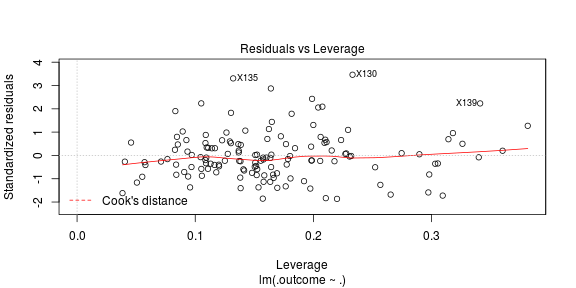 Residuals vs Leverage
Standardized residuals
4
3
2
1
0
-1
-2
X135
X130
X139
Cook's distance
0.0 0.1 0.2 0.3
Leverage
lm(.outcome ~ .)